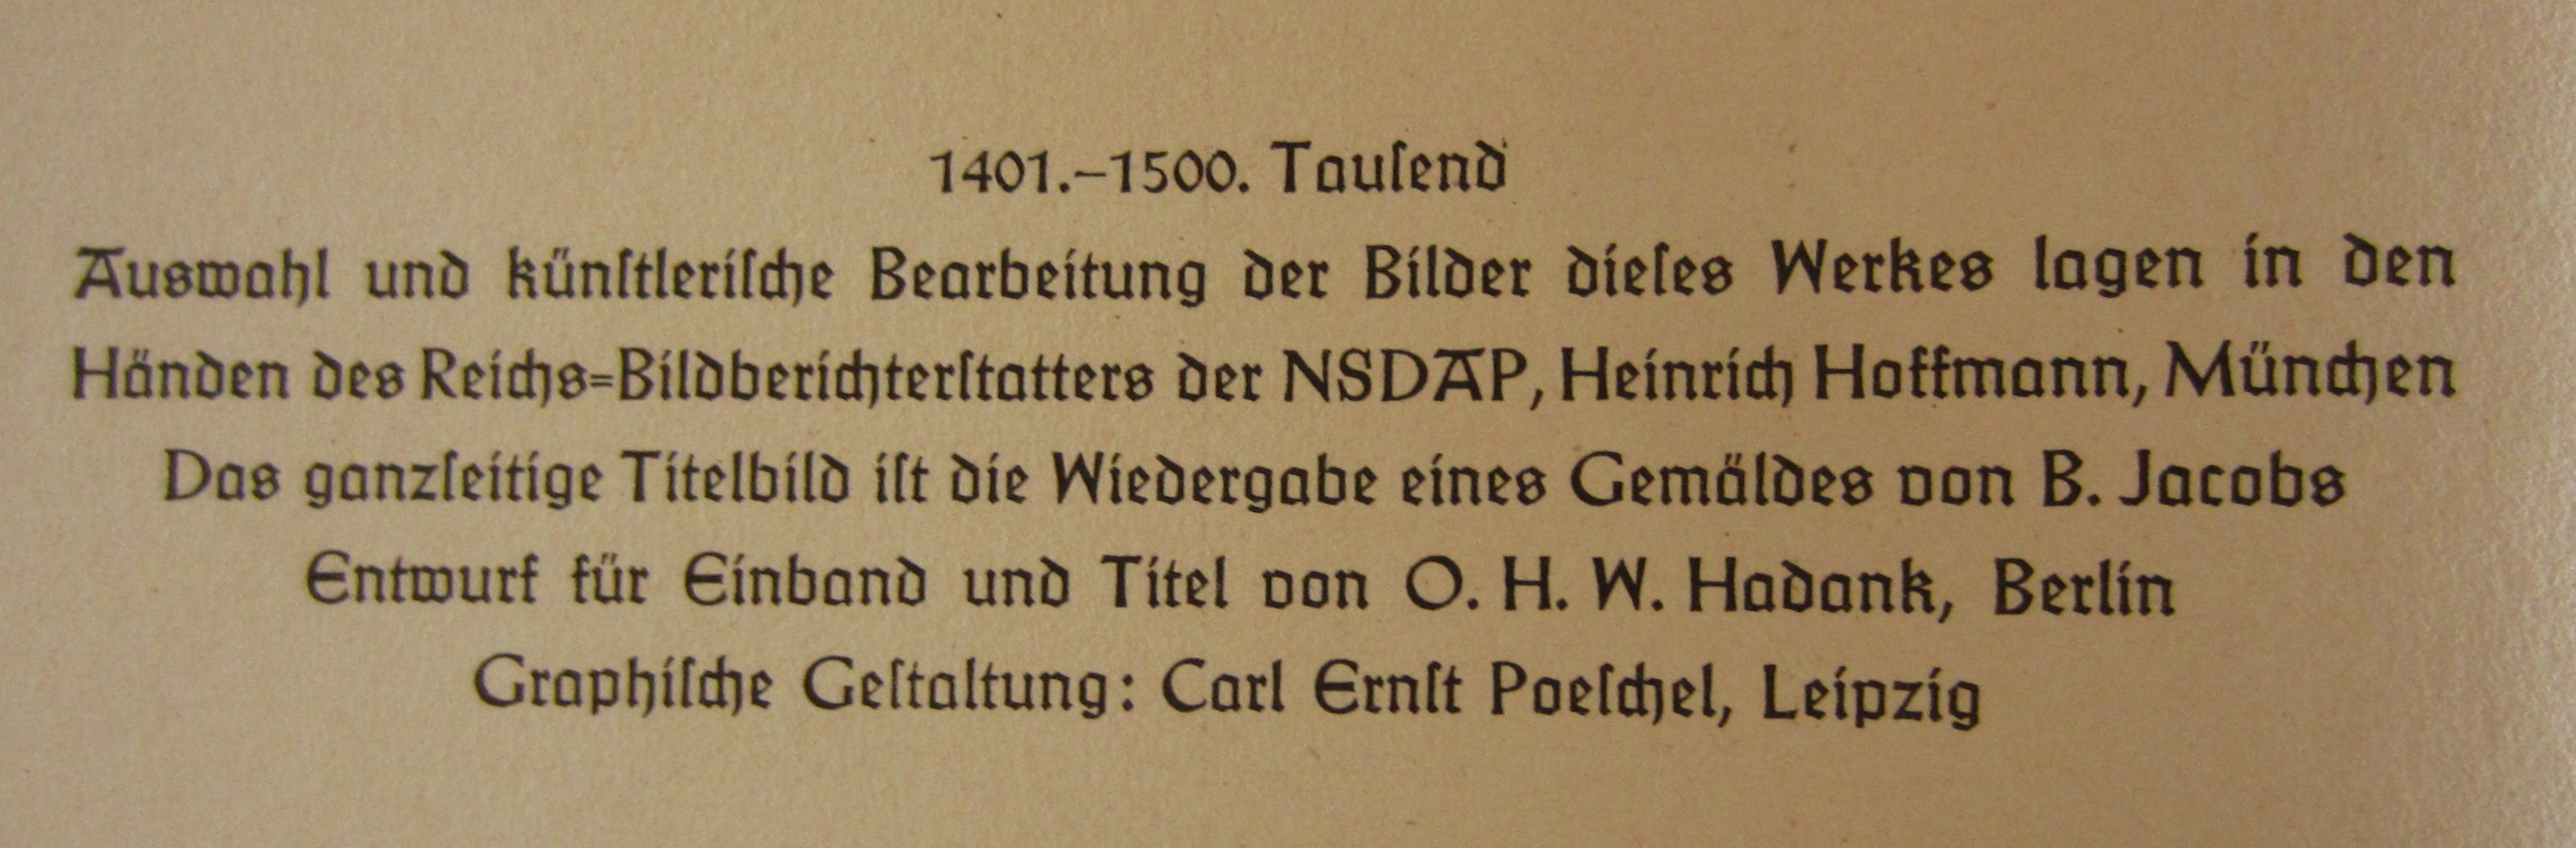 1401.–1500. Tauſend
Auswahl und künſtleriſche Bearbeitung der Bilder dieſes Werkes lagen in den
Händen des Reichs=Bildberichterſtatters der NSDAP, Heinrich Hoffmann, München
Das ganzſeitige Titelbild iſt die Wiedergabe eines Gemäldes von B. Jacobs
Entwurf für Einband und Titel von O. H. W. Hadank, Berlin
Graphiſche Geſtaltung: Carl Ernſt Poeſchel, Leipzig